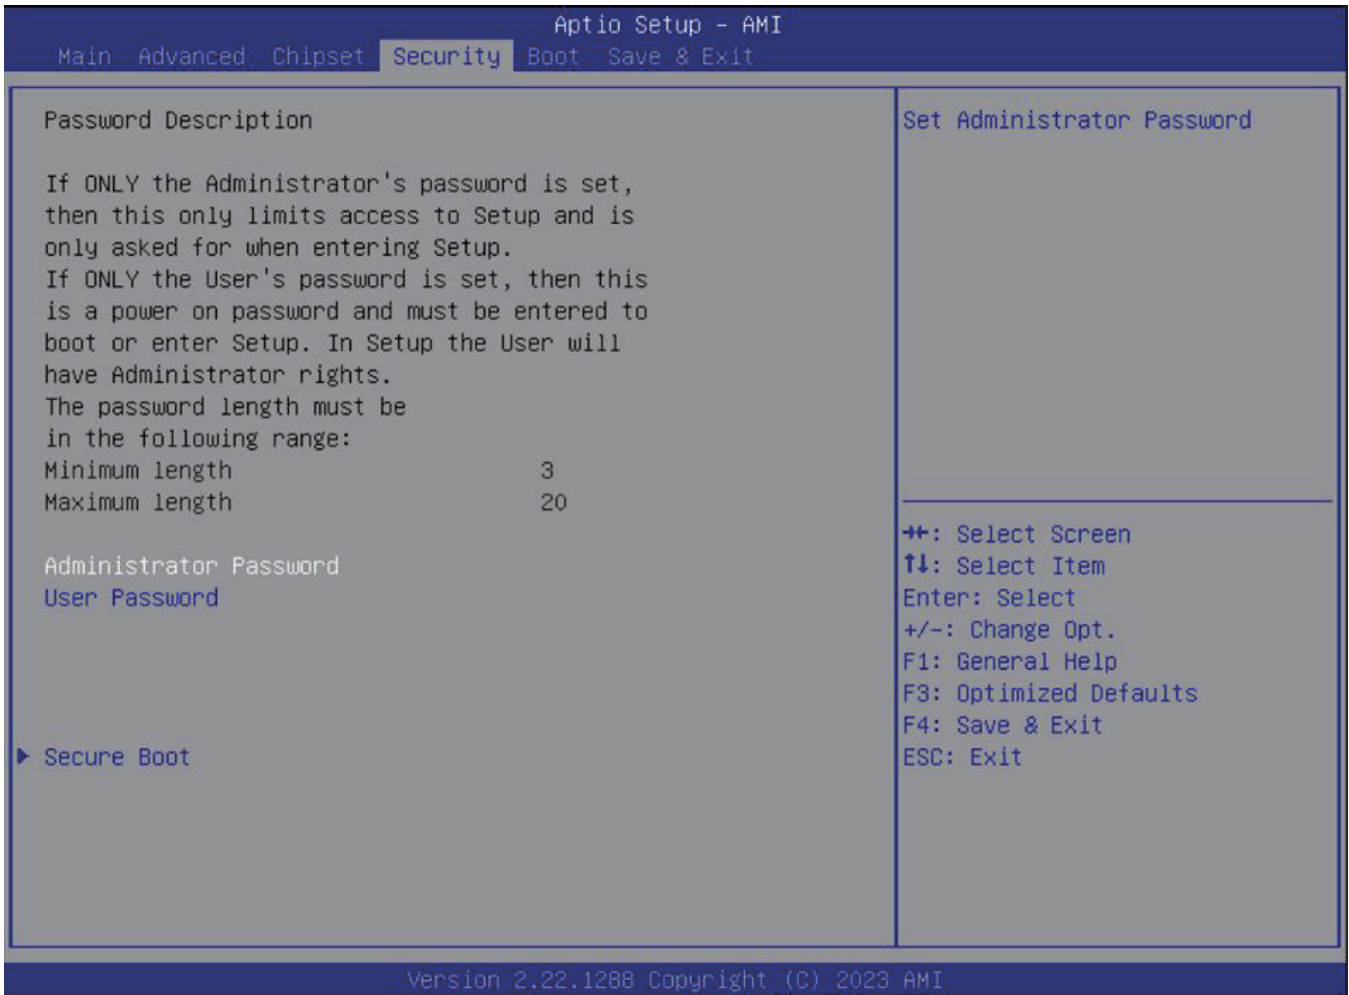 Aptio Setup - AMI
Main Advanced Chipset Security Boot Save & Exit
Password Description
If ONLY the Administrator's password is set,
then this only limits access to Setup and is
only asked for when entering Setup.
If ONLY the User's password is set, then this
is a power on password and must be entered to
boot or enter Setup. In Setup the User will
have Administrator rights.
The password length must be
in the following range:
Minimum length 3
Maximum length 20
Administrator Password
User Password
Secure Boot
Set Administrator Password
→←: Select Screen
↑↓: Select Item
Enter: Select
+/-: Change Opt.
F1: General Help
F3: Optimized Defaults
F4: Save & Exit
ESC: Exit
Version 2.22.1288 Copyright (C) 2023 AMI